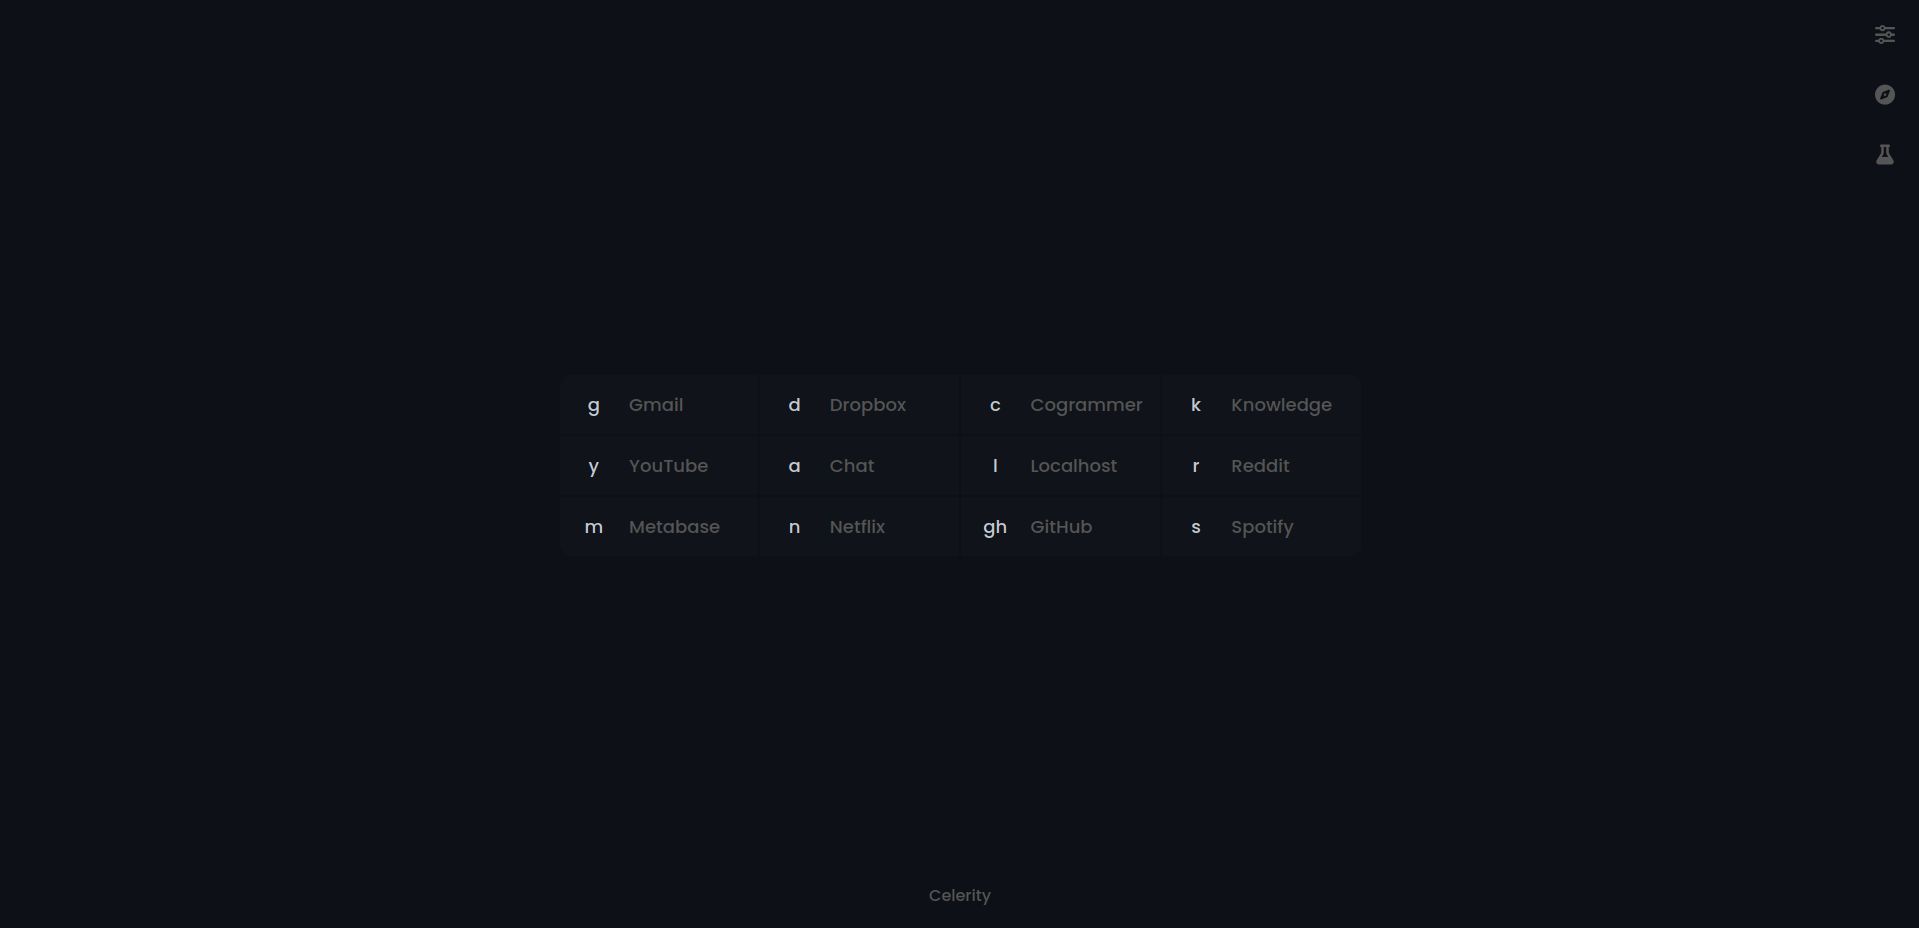 g Gmail d Dropbox c Cogrammer k Knowledge
y YouTube a Chat l Localhost r Reddit
m Metabase n Netflix gh GitHub s Spotify
Celerity